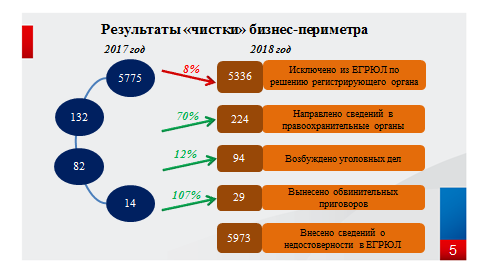 Результаты «чистки» бизнес-периметра
2017 год
2018 год
5775
8%
5336
Исключено из ЕГРЮЛ по
решению регистрирующего органа
132
70%
224
Направлено сведений в
правоохранительные органы
82
12%
94
Возбуждено уголовных дел
14
107%
29
Вынесено обвинительных
приговоров
5973
Внесено сведений о
недостоверности в ЕГРЮЛ
5